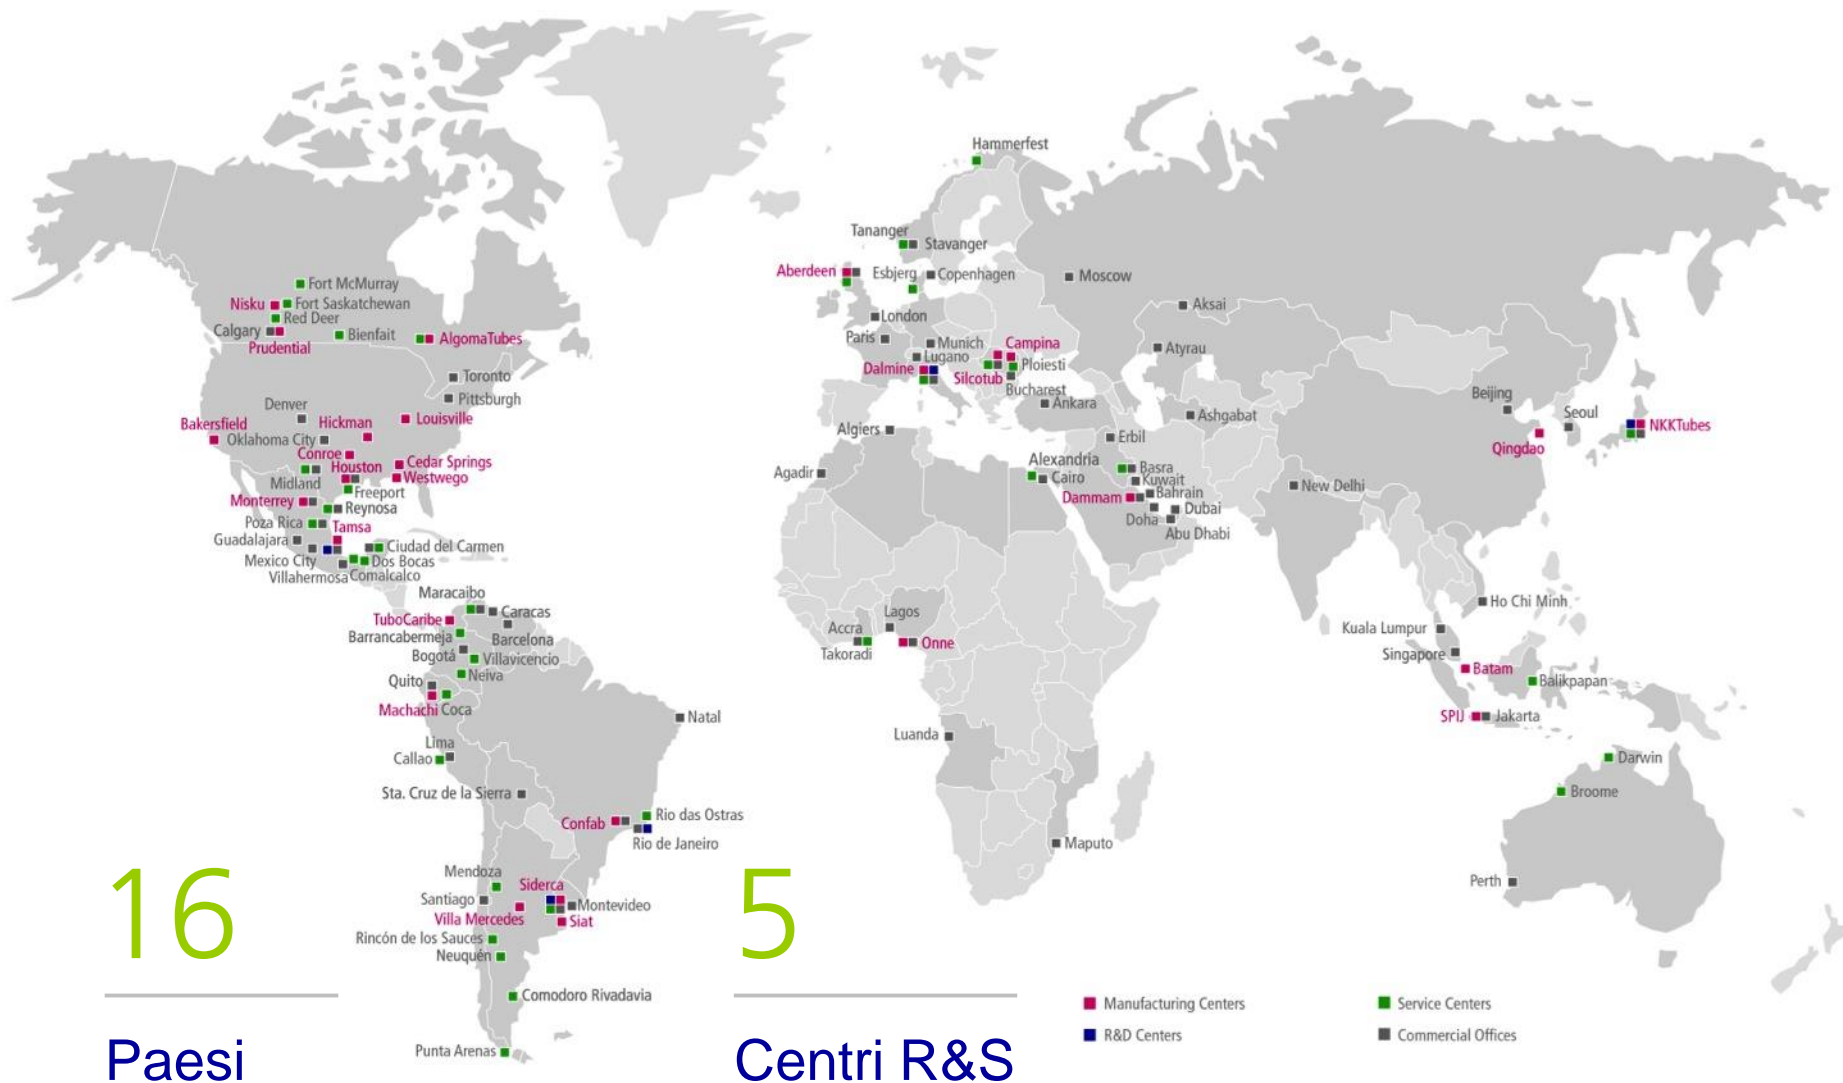 Hammerfest
Tananger
Stavanger
Aberdeen
Esbjerg
Copenhagen
Moscow
Fort McMurray
Nisku
Fort Saskatchewan
Aksai
Red Deer
London
Calgary
Bienfait
AlgomaTubes
Paris
Munich
Campina
Prudential
Lugano
Atyrau
Dalmine
Ploiesti
Silcotub
Toronto
Bucharest
Pittsburgh
Beijing
Denver
Ankara
Seoul
Bakersfield
Hickman
Louisville
Ashgabat
NKKTubes
Algiers
Oklahoma City
Erbil
Qingdao
Conroe
Cedar Springs
Alexandria
Houston
Agadir
Basra
Westwego
Cairo
Midland
Kuwait
New Delhi
Freeport
Bahrain
Monterrey
Dammam
Reynosa
Dubai
Poza Rica
Tamsa
Doha
Guadalajara
Abu Dhabi
Ciudad del Carmen
Mexico City
Dos Bocas
Villahermosa
Comalcalco
Maracaibo
Ho Chi Minh
Caracas
Lagos
TuboCaribe
Accra
Kuala Lumpur
Barrancabermeja
Barcelona
Onne
Takoradi
Bogotá
Villavicencio
Singapore
Batam
Neiva
Quito
Balikpapan
Machachi
Coca
Natal
SPIJ
Jakarta
Luanda
Lima
Callao
Darwin
Sta. Cruz de la Sierra
Broome
Rio das Ostras
Confab
Rio de Janeiro
Maputo
Mendoza
Siderca
Perth
Santiago
Montevideo
Villa Mercedes
Siat
Rincón de los Sauces
Neuquén
Comodoro Rivadavia
Punta Arenas
16
Paesi
5
Centri R&S
Manufacturing Centers
Service Centers
R&D Centers
Commercial Offices